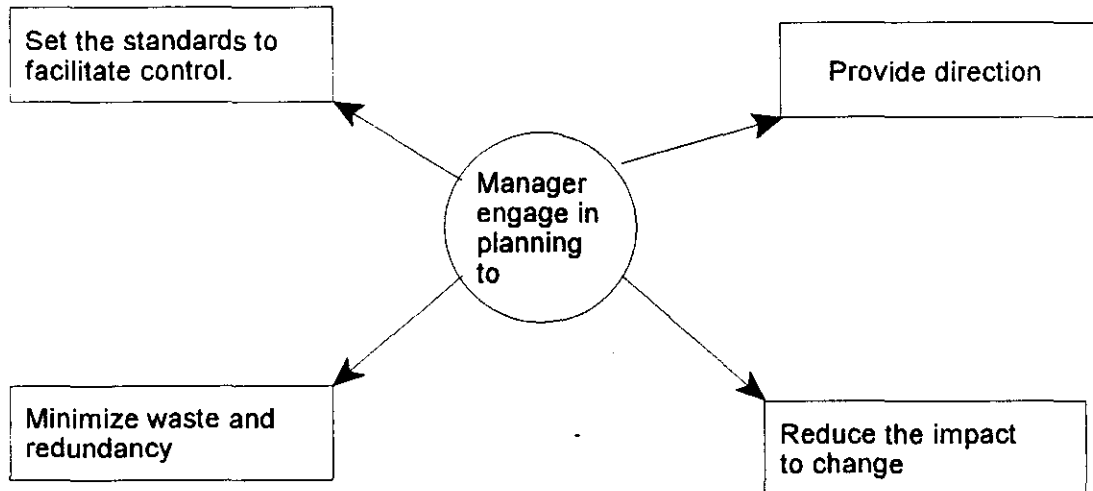 Set the standards to
facilitate control.
Provide direction
Manager
engage in
planning
to
Minimize waste and
redundancy
Reduce the impact
to change